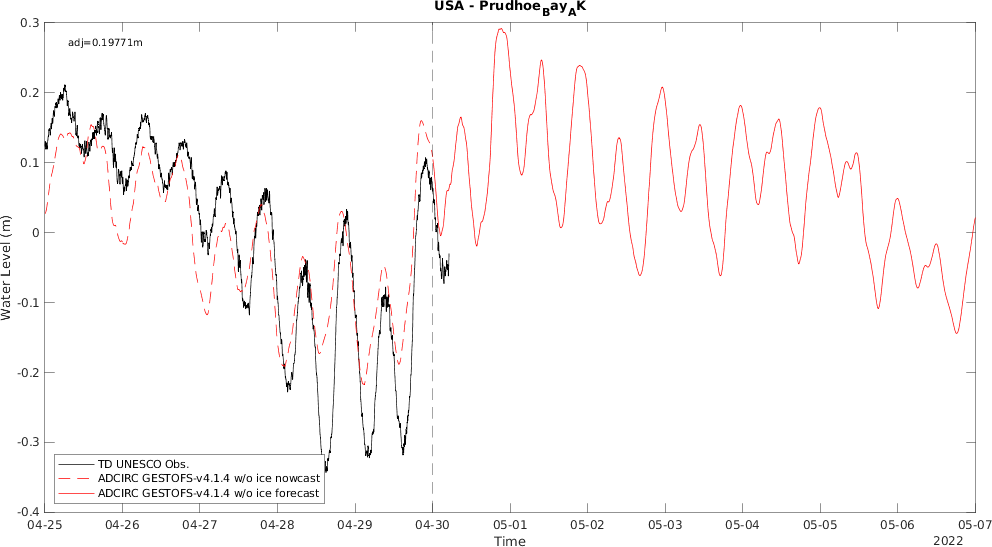 USA - Prudhoe_Bay_AK
adj=0.19771m
0.3
0.2
0.1
0
-0.1
-0.2
-0.3
-0.4
Water Level (m)
TD UNESCO Obs.
ADCIRC GESTOFS-v4.1.4 w/o ice nowcast
ADCIRC GESTOFS-v4.1.4 w/o ice forecast
04-25 04-26 04-27 04-28 04-29 04-30 05-01 05-02 05-03 05-04 05-05 05-06 05-07
Time
2022